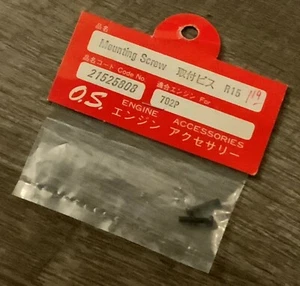 品名
Mounting Screw 取付ビス R15 119
品名コード Code No. 適合エンジン For
21525808 702P
O.S. ENGINE ACCESSORIES
エンジン アクセサリー